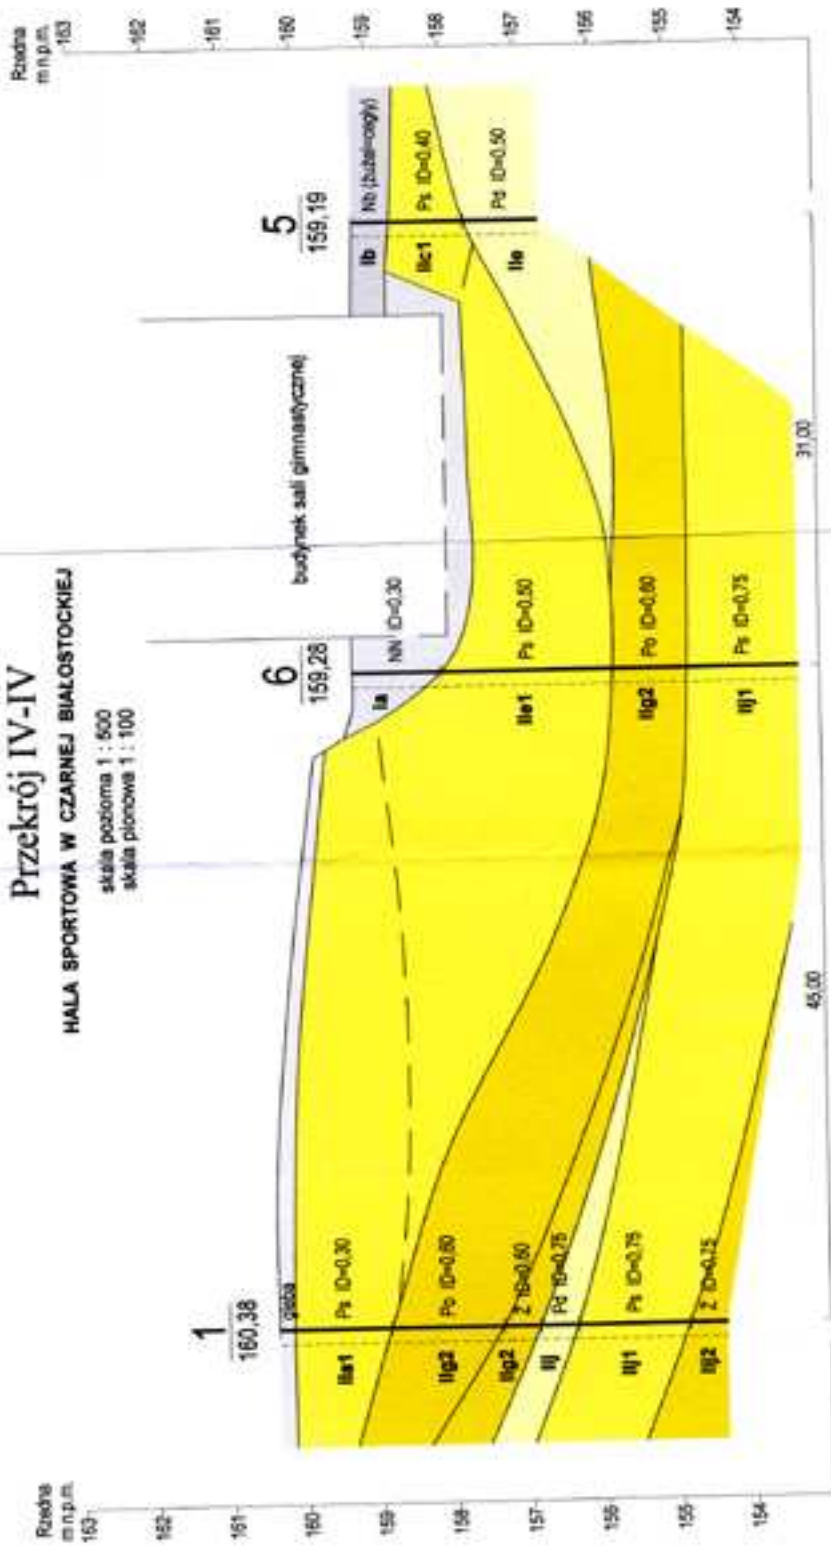 Przekrój IV-IV
HALA SPORTOWA W CZARNEJ BIAŁOSTOCKIEJ
skala pozioma 1 : 500
skala pionowa 1 : 100
Rzędna
m n.p.m.
163
162
161
160
159
158
157
156
155
154
1
160,38
gleba
IIa1
Ps ID=0,30
IIg2
Po ID=0,60
IIg2
Z ID=0,60
IIj
Pd ID=0,75
IIj1
Ps ID=0,75
IIj2
Z ID=0,75
45,00
6
159,28
Ia
NN ID=0,30
IIe1
Ps ID=0,50
IIg2
Po ID=0,60
IIj1
Ps ID=0,75
budynek sali gimnastycznej
31,00
5
159,19
Ib
Nb (żużel+cegły)
IIc1
Ps ID=0,40
IIe
Pd ID=0,50
Rzędna
m n.p.m.
163
162
161
160
159
158
157
156
155
154